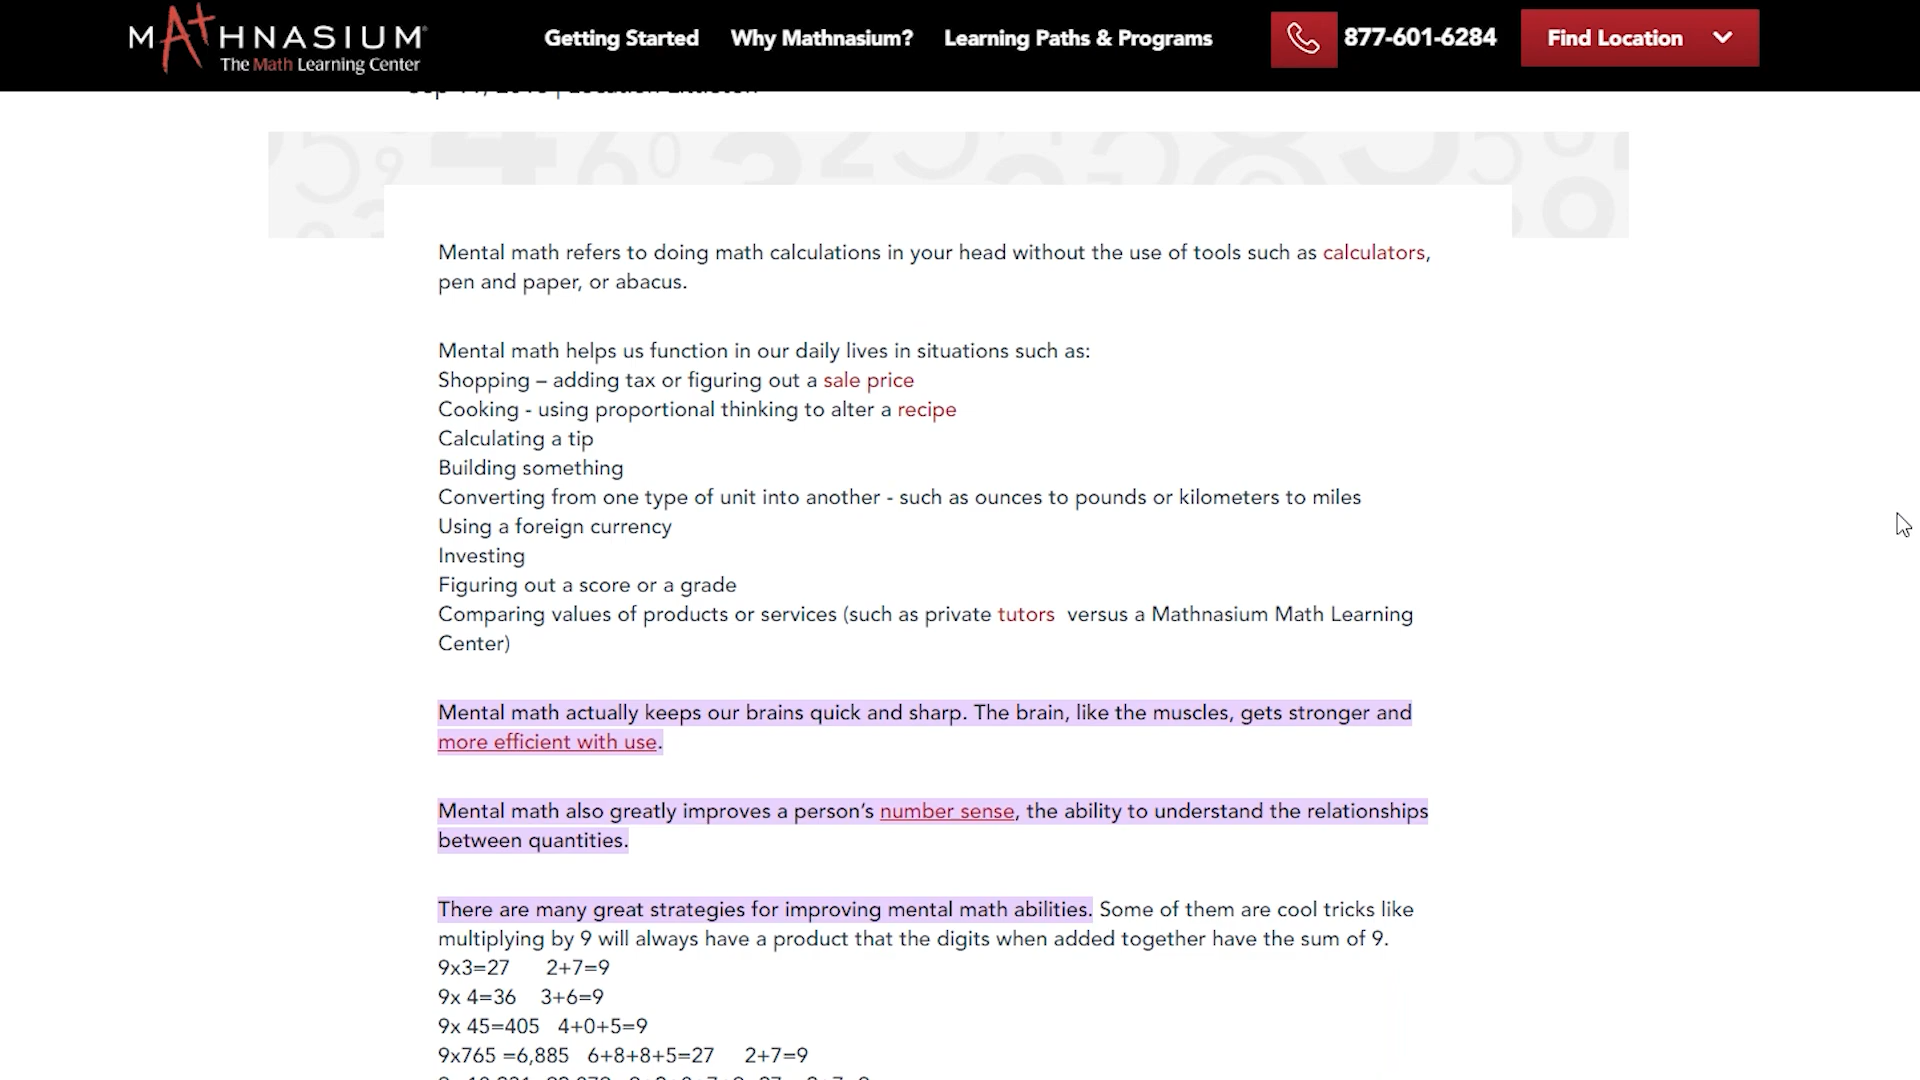 MATHNASIUM
The Math Learning Center
Getting Started
Why Mathnasium?
Learning Paths & Programs
877-601-6284
Find Location
Mental math refers to doing math calculations in your head without the use of tools such as calculators,
pen and paper, or abacus.
Mental math helps us function in our daily lives in situations such as:
Shopping – adding tax or figuring out a sale price
Cooking - using proportional thinking to alter a recipe
Calculating a tip
Building something
Converting from one type of unit into another - such as ounces to pounds or kilometers to miles
Using a foreign currency
Investing
Figuring out a score or a grade
Comparing values of products or services (such as private tutors versus a Mathnasium Math Learning
Center)
Mental math actually keeps our brains quick and sharp. The brain, like the muscles, gets stronger and
more efficient with use.
Mental math also greatly improves a person’s number sense, the ability to understand the relationships
between quantities.
There are many great strategies for improving mental math abilities. Some of them are cool tricks like
multiplying by 9 will always have a product that the digits when added together have the sum of 9.
9x3=27 2+7=9
9x 4=36 3+6=9
9x 45=405 4+0+5=9
9x765 =6,885 6+8+8+5=27 2+7=9